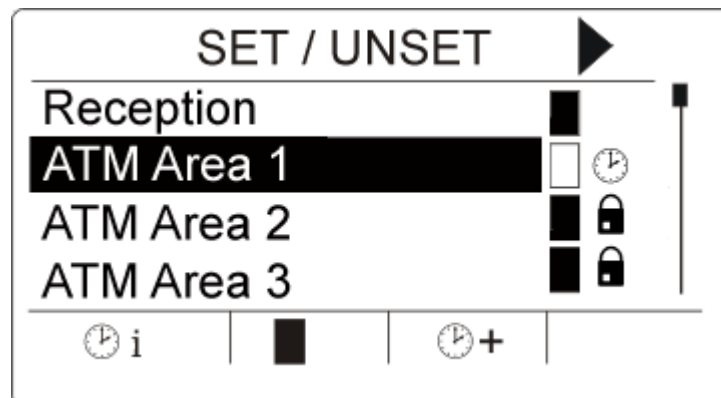 SET / UNSET
Reception
ATM Area 1
ATM Area 2
ATM Area 3
i
+